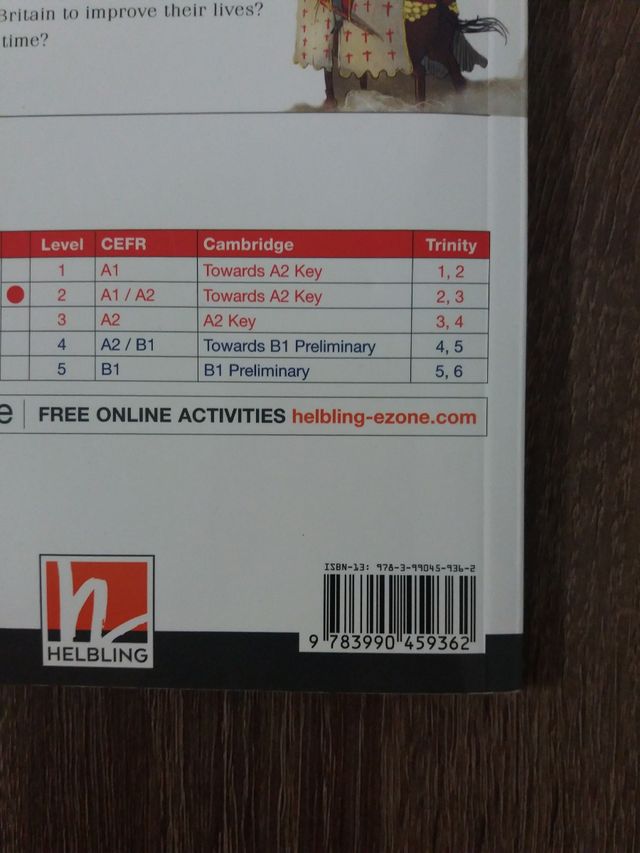 Britain to improve their lives?
time?
Level CEFR Cambridge Trinity
1 A1 Towards A2 Key 1, 2
2 A1 / A2 Towards A2 Key 2, 3
3 A2 A2 Key 3, 4
4 A2 / B1 Towards B1 Preliminary 4, 5
5 B1 B1 Preliminary 5, 6
e FREE ONLINE ACTIVITIES helbling-ezone.com
ISBN-13: 978-3-99045-936-2
9 783990 459362
h
HELBLING